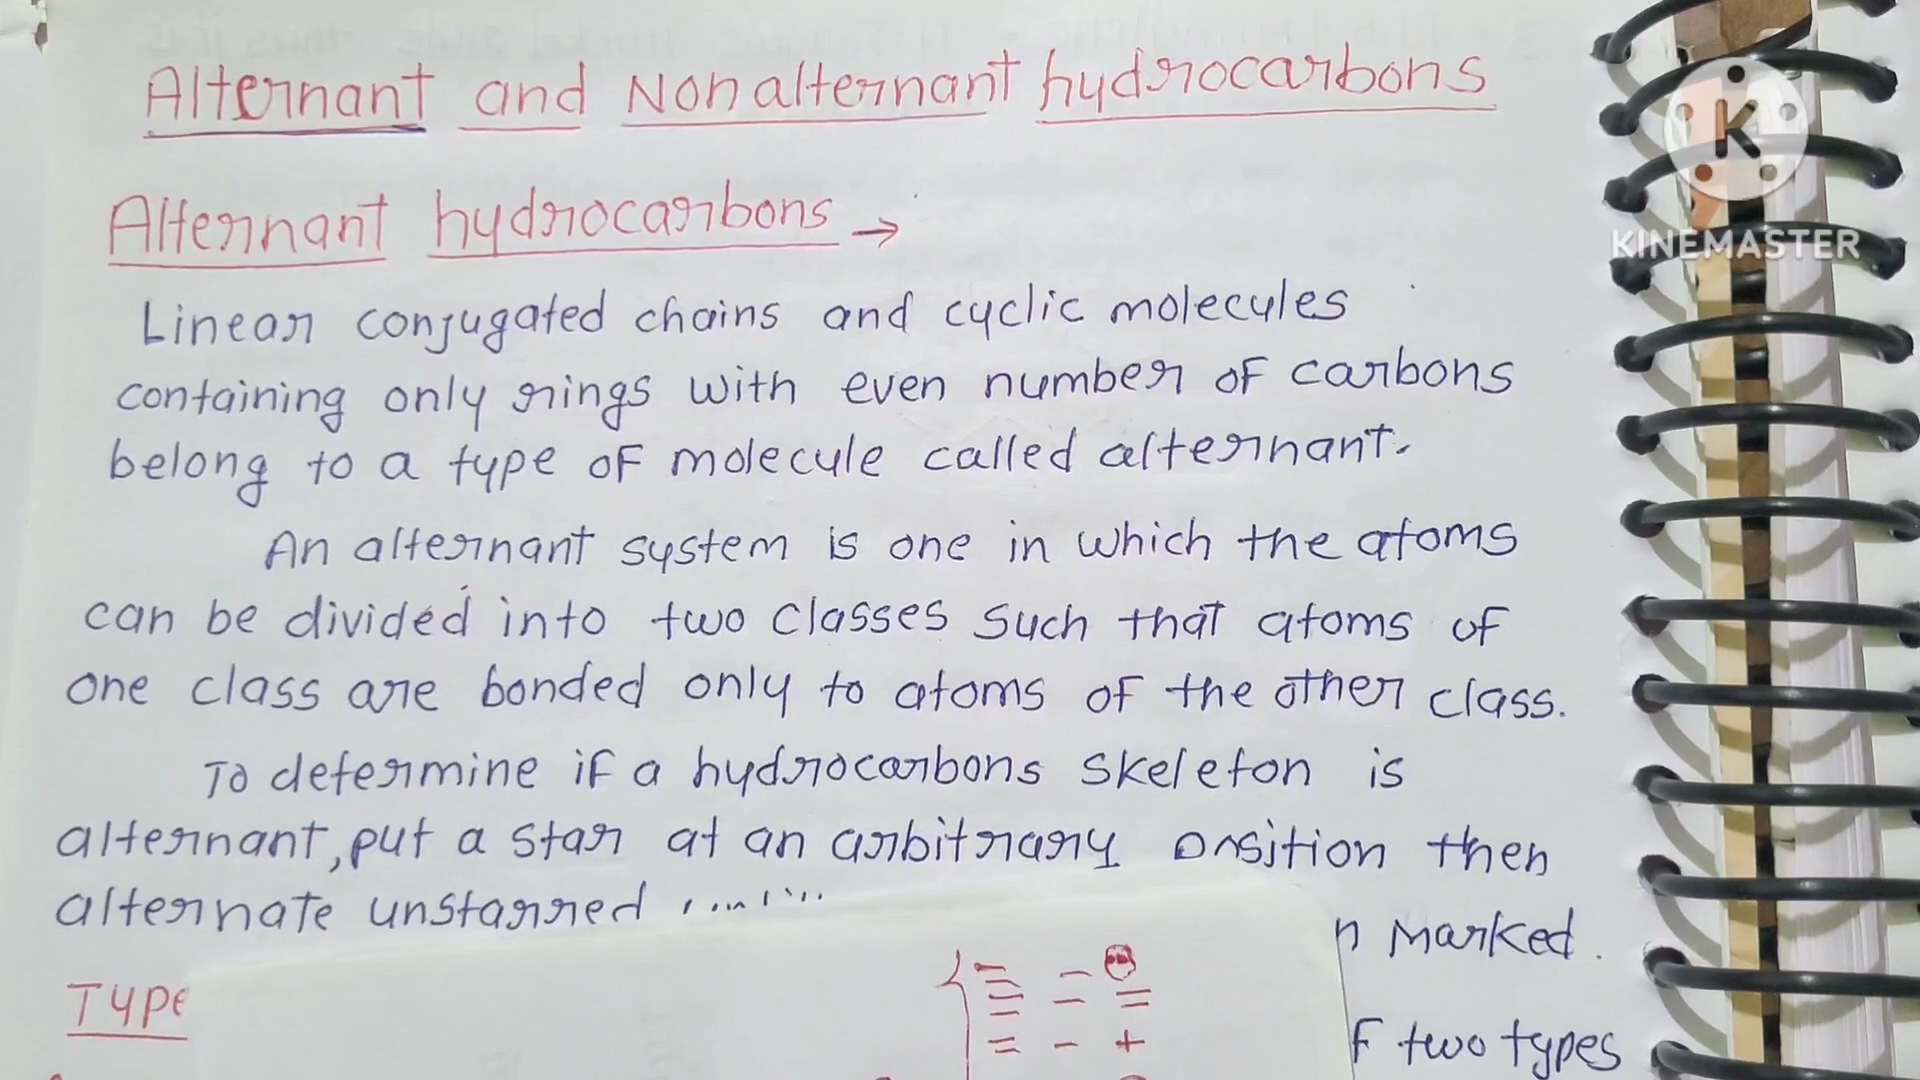 Alternant and Nonalternant hydrocarbons
Alternant hydrocarbons →
Linear conjugated chains and cyclic molecules
containing only rings with even number of carbons
belong to a type of molecule called alternant.
An alternant system is one in which the atoms
can be divided into two classes such that atoms of
one class are bonded only to atoms of the other class.
To determine if a hydrocarbons skeleton is
alternant, put a star at an arbitrary position then
alternate unstarred
n marked.
Type
two types
K
KINEMASTER